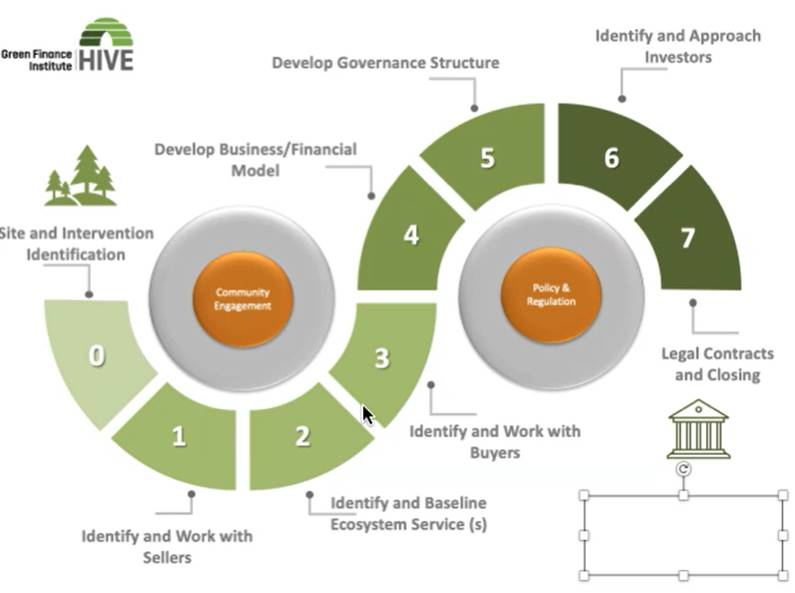 Green Finance
Institute
HIVE
Identify and Approach
Investors
Develop Governance Structure
Develop Business/Financial
Model
Site and Intervention
Identification
5
6
4
7
Community
Engagement
Policy &
Regulation
0
3
1
2
Legal Contracts
and Closing
Identify and Work with
Buyers
Identify and Baseline
Ecosystem Service (s)
Identify and Work with
Sellers